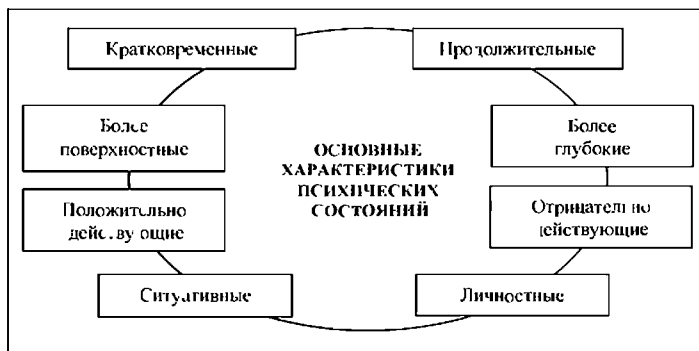 Кратковременные
Продолжительные
Более
поверхностные
ОСНОВНЫЕ
ХАРАКТЕРИСТИКИ
ПСИХИЧЕСКИХ
СОСТОЯНИЙ
Более
глубокие
Положительно
действующие
Отрицательно
действующие
Ситуативные
Личностные